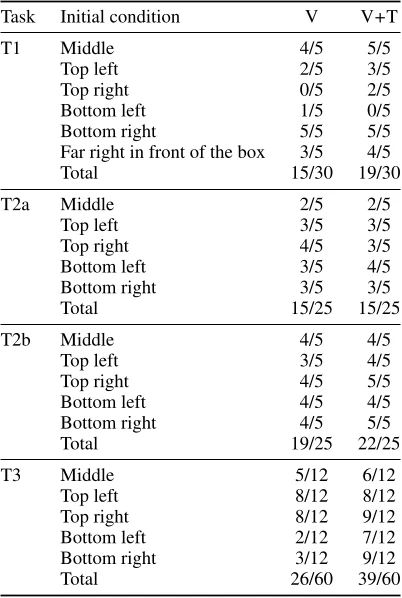 Task Initial condition V V+T
T1 Middle 4/5 5/5
Top left 2/5 3/5
Top right 0/5 2/5
Bottom left 1/5 0/5
Bottom right 5/5 5/5
Far right in front of the box 3/5 4/5
Total 15/30 19/30
T2a Middle 2/5 2/5
Top left 3/5 3/5
Top right 4/5 3/5
Bottom left 3/5 4/5
Bottom right 3/5 3/5
Total 15/25 15/25
T2b Middle 4/5 4/5
Top left 3/5 4/5
Top right 4/5 5/5
Bottom left 4/5 4/5
Bottom right 4/5 5/5
Total 19/25 22/25
T3 Middle 5/12 6/12
Top left 8/12 8/12
Top right 8/12 9/12
Bottom left 2/12 7/12
Bottom right 3/12 9/12
Total 26/60 39/60